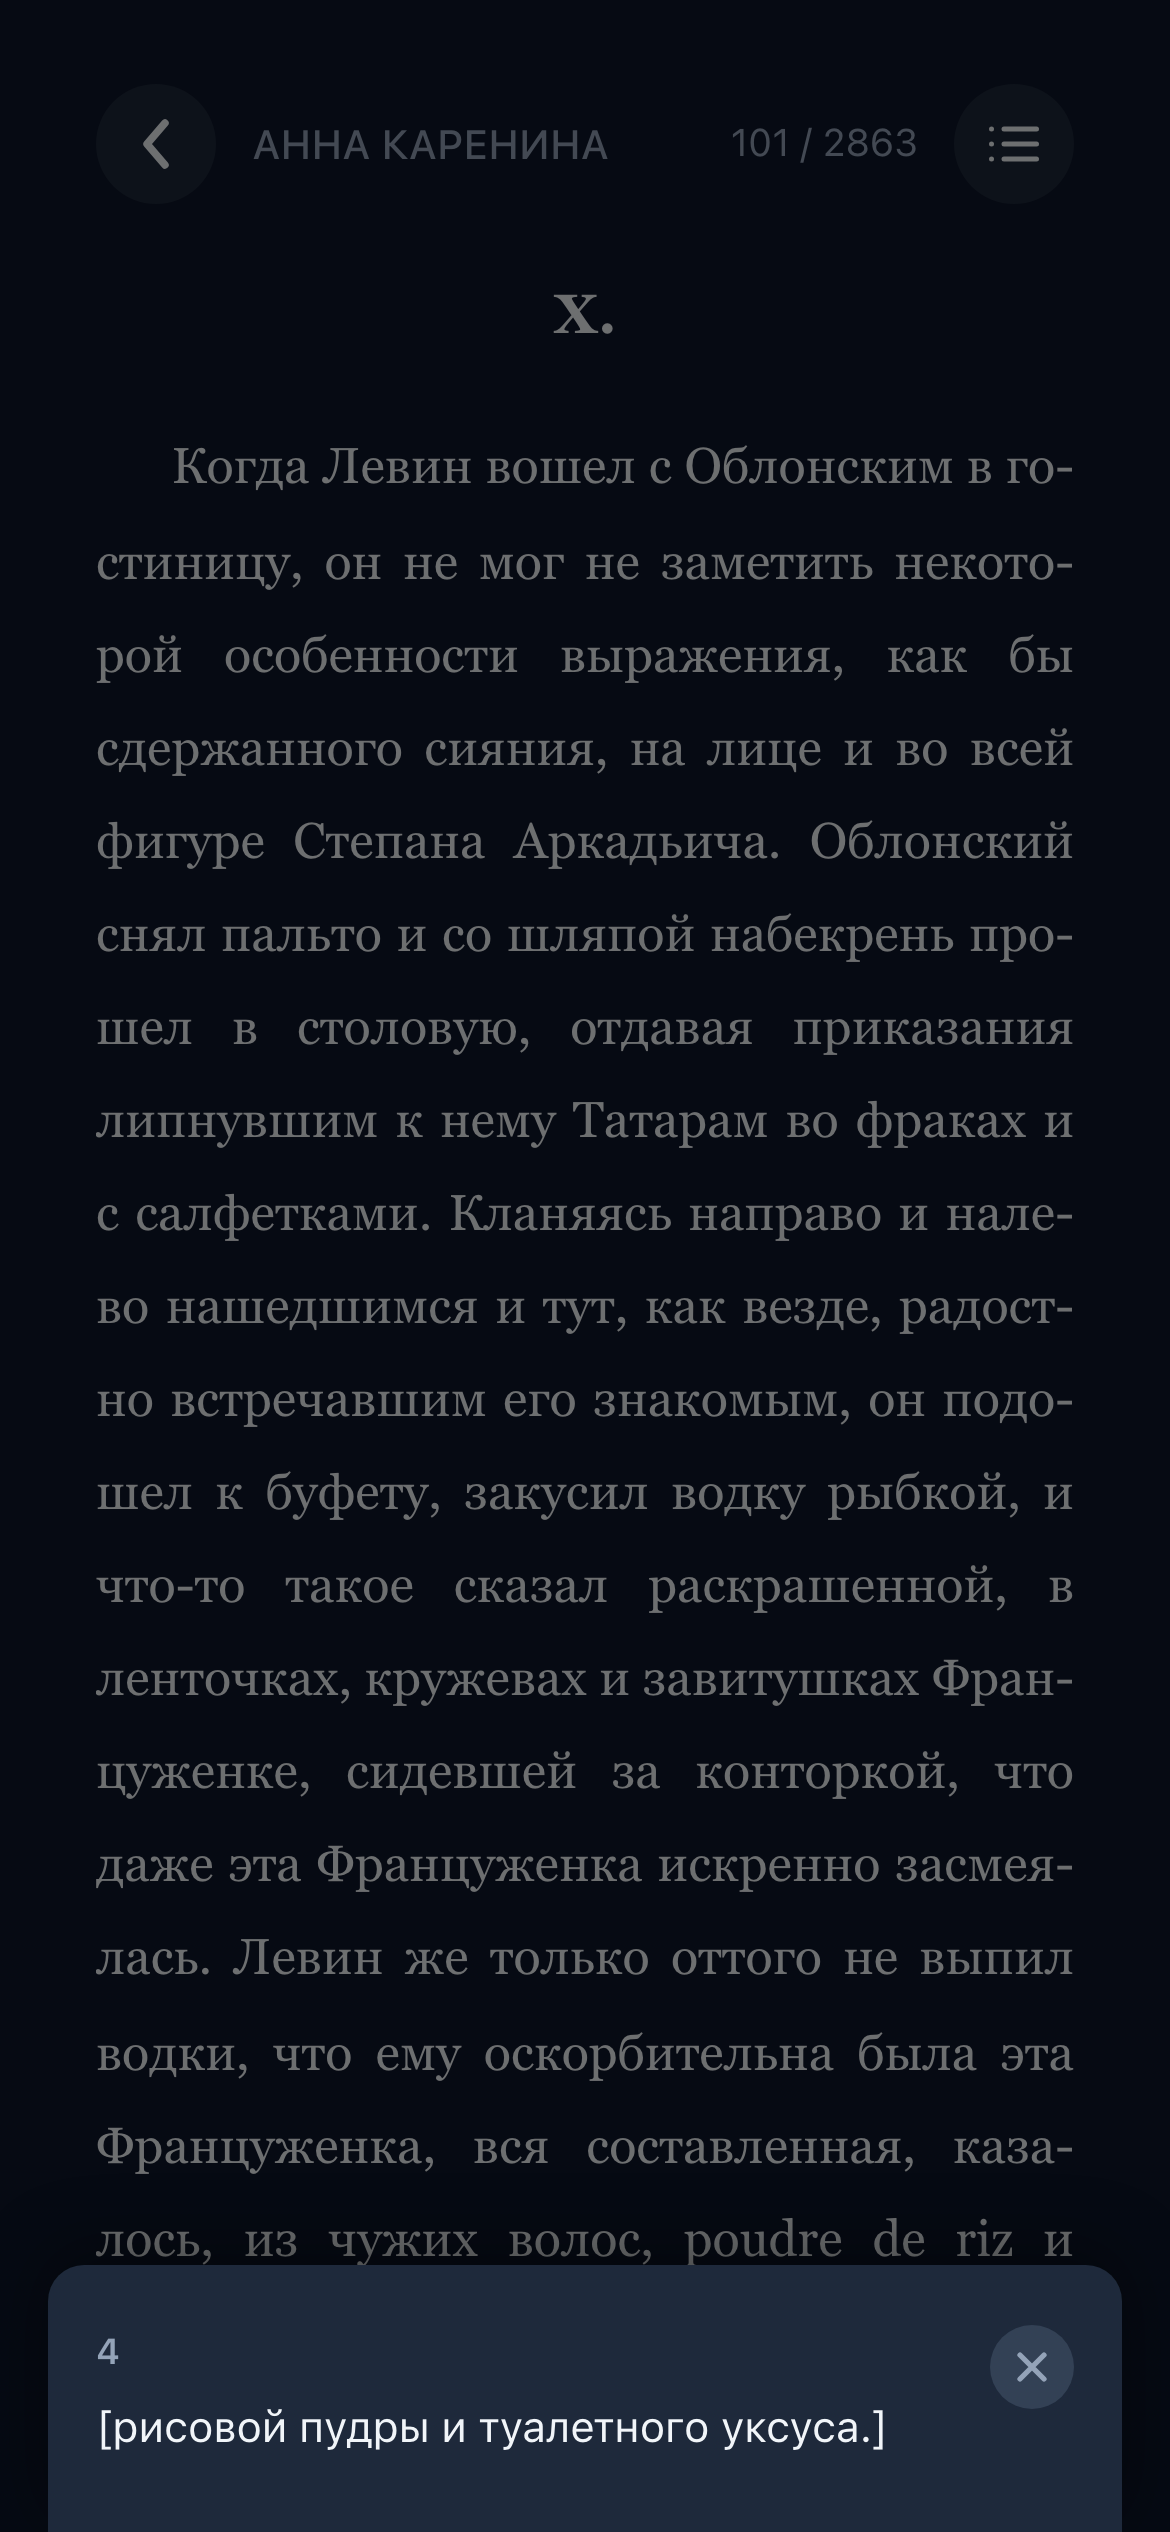 АННА КАРЕНИНА
101 / 2863
X.
Когда Левин вошел с Облонским в го-
стиницу, он не мог не заметить некото-
рой особенности выражения, как бы
сдержанного сияния, на лице и во всей
фигуре Степана Аркадьича. Облонский
снял пальто и со шляпой набекрень про-
шел в столовую, отдавая приказания
липнувшим к нему Татарам во фраках и
с салфетками. Кланяясь направо и нале-
во нашедшимся и тут, как везде, радост-
но встречавшим его знакомым, он подо-
шел к буфету, закусил водку рыбкой, и
что-то такое сказал раскрашенной, в
ленточках, кружевах и завитушках Фран-
цуженке, сидевшей за конторкой, что
даже эта Француженка искренно засмея-
лась. Левин же только оттого не выпил
водки, что ему оскорбительна была эта
Француженка, вся составленная, каза-
лось, из чужих волос, poudre de riz и
4
[рисовой пудры и туалетного уксуса.]